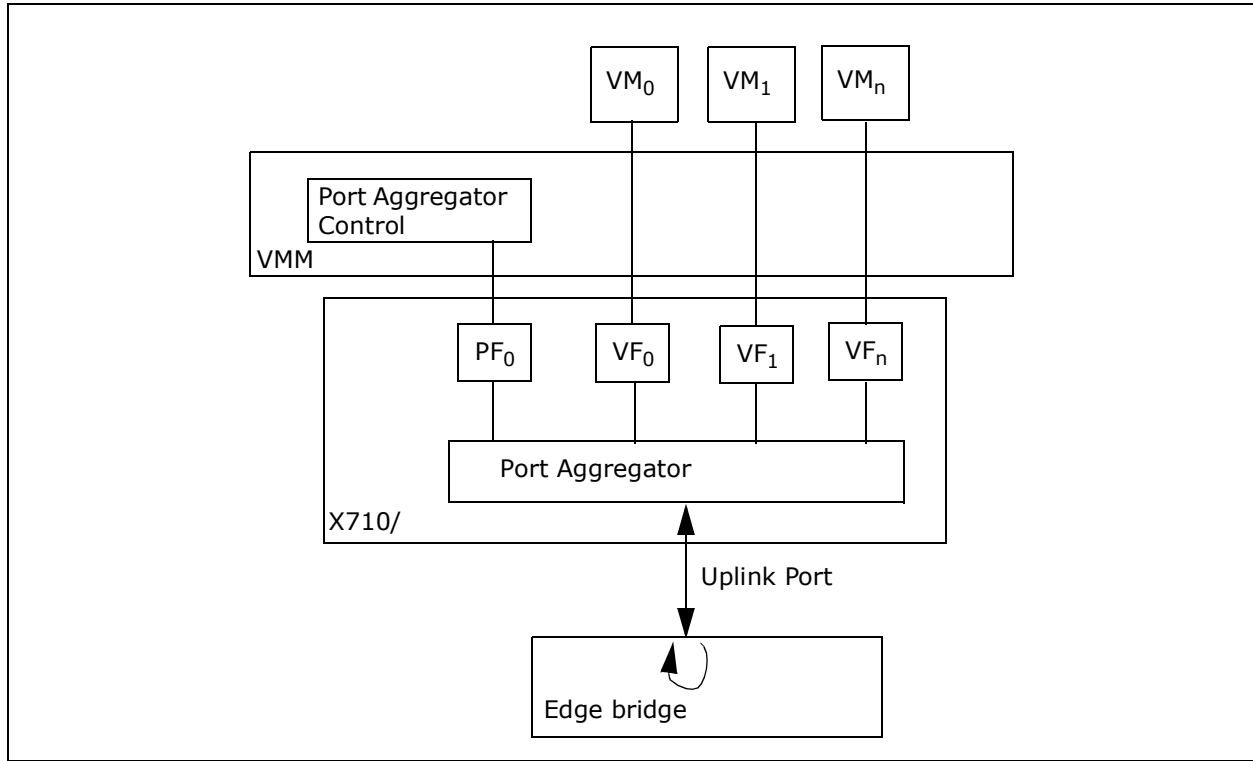 VM0 VM1 VMn
Port Aggregator
Control
VMM
PF0 VF0 VF1 VFn
Port Aggregator
X710/
Uplink Port
Edge bridge